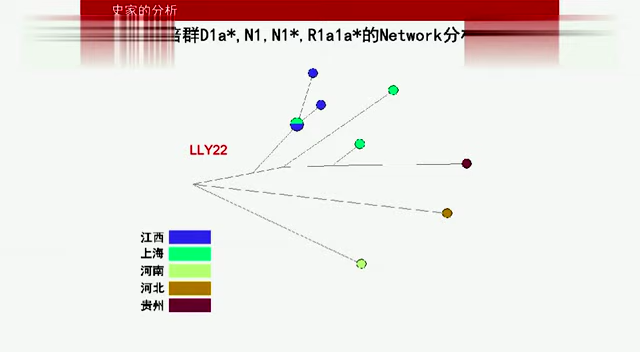 史家的分析
群D1a*,N1,N1*,R1a1a*的Network分
LLY22
江西
上海
河南
河北
贵州